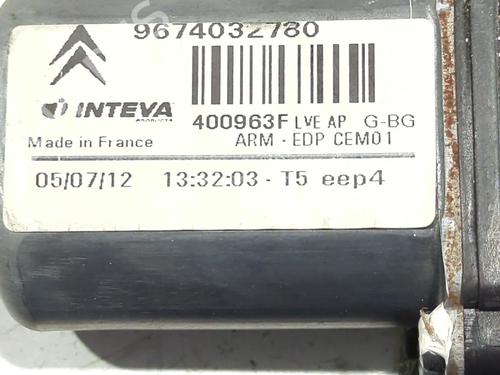 9674032780
INTEVA
PRODUCTS
400963F LVE AP G-BG
Made in France
ARM - EDP CEM01
05/07/12 13:32:03 - T5 eep4